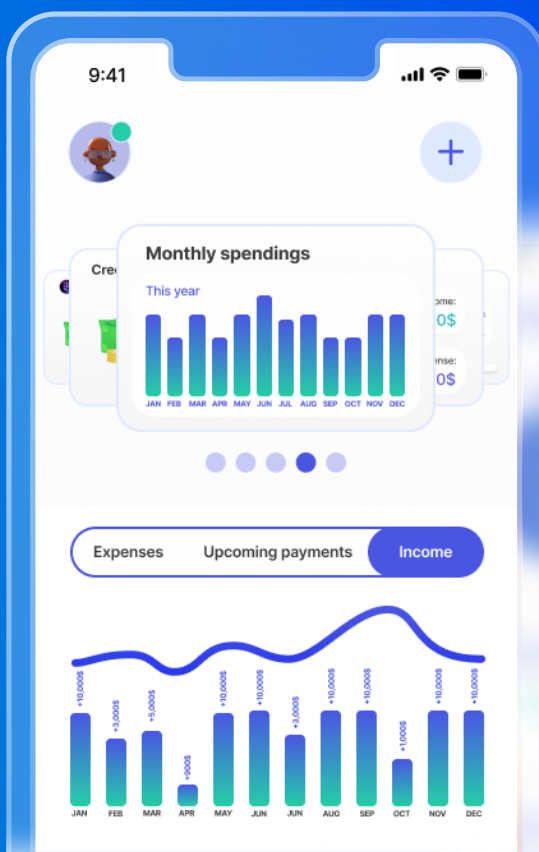 9:41
Monthly spendings
Cre
This year
ome:
0$
ense:
0$
JAN FEB MAR APR MAY JUN JUL AUG SEP OCT NOV DEC
Expenses Upcoming payments Income
+10,000$ +3,000$ +5,000$ +900$ +10,000$ +10,000$ +3,000$ +10,000$ +10,000$ +1,000$ +10,000$ +10,000$
JAN FEB MAR APR MAY JUN JUN AUG SEP OCT NOV DEC